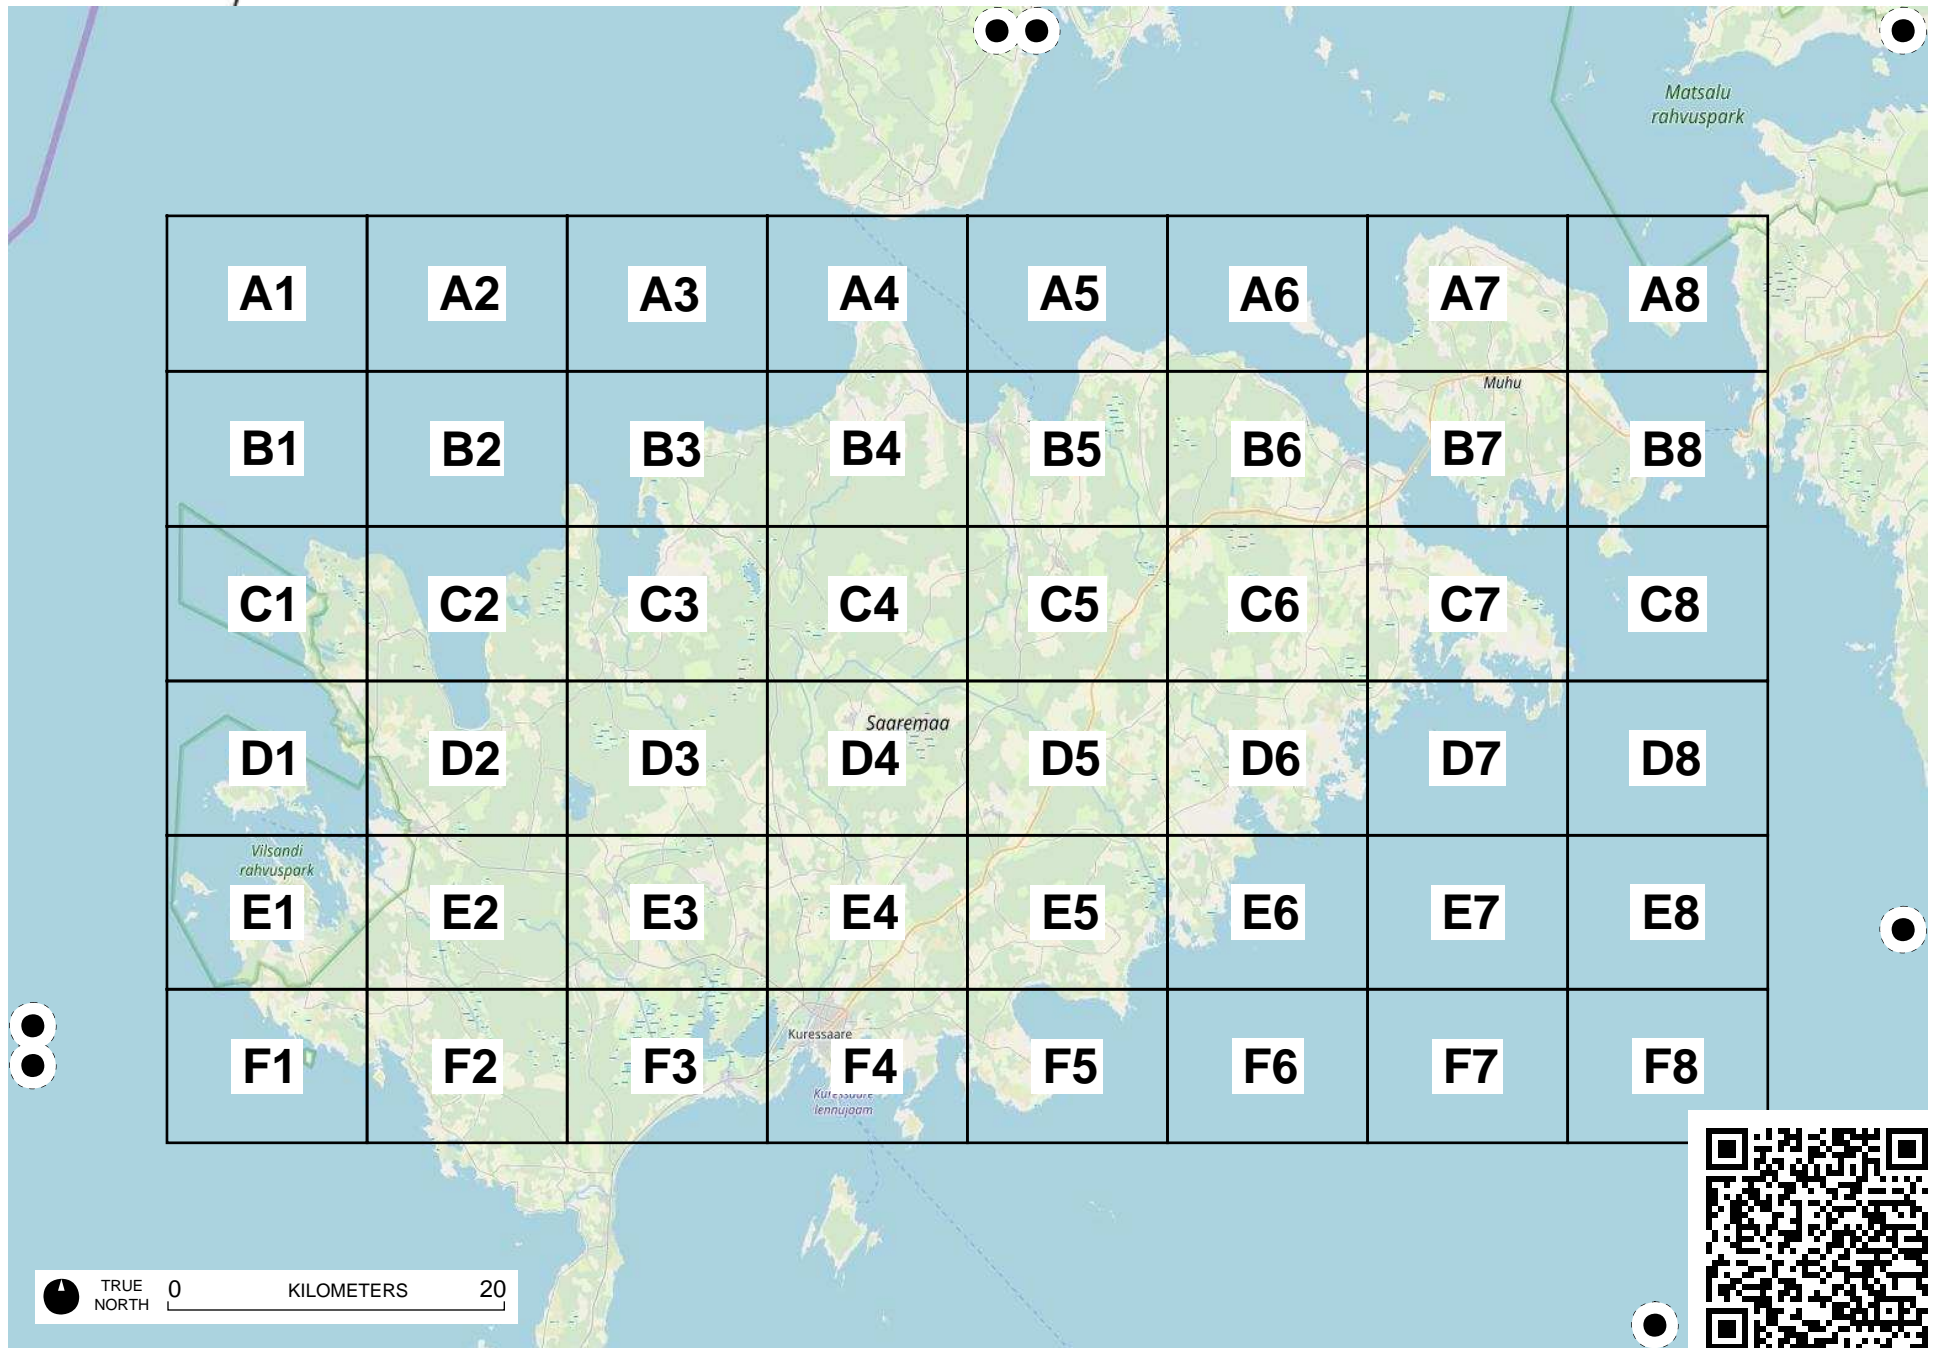 Matsalu
rahvuspark
A1 A2 A3 A4 A5 A6 A7 A8
Muhu
B1 B2 B3 B4 B5 B6 B7 B8
C1 C2 C3 C4 C5 C6 C7 C8
Saaremaa
D1 D2 D3 D4 D5 D6 D7 D8
Vilsandi
rahvuspark
E1 E2 E3 E4 E5 E6 E7 E8
Kuressaare
F1 F2 F3 F4 F5 F6 F7 F8
Kuressaare
lennujaam
TRUE
NORTH
0 KILOMETERS 20